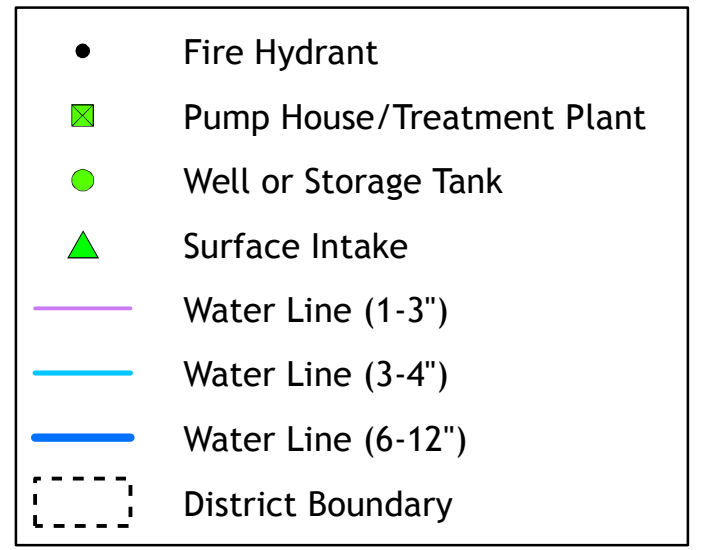 Fire Hydrant
Pump House/Treatment Plant
Well or Storage Tank
Surface Intake
Water Line (1-3")
Water Line (3-4")
Water Line (6-12")
District Boundary